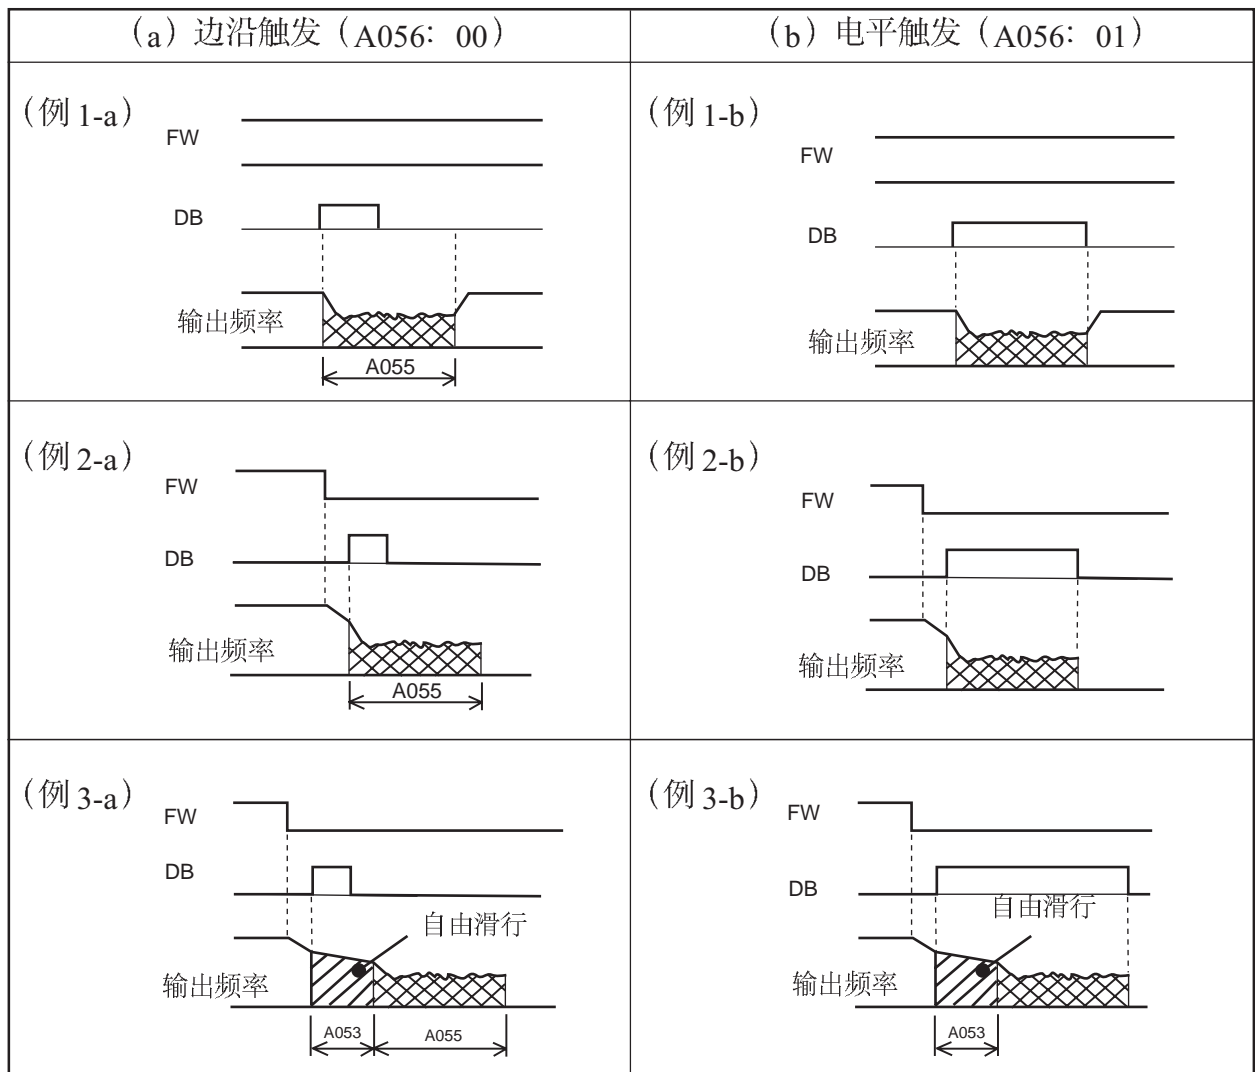 (a) 边沿触发（A056：00）
(b) 电平触发（A056：01）
（例 1-a）
FW
DB
输出频率
A055
（例 1-b）
FW
DB
输出频率
（例 2-a）
FW
DB
输出频率
A055
（例 2-b）
FW
DB
输出频率
（例 3-a）
FW
DB
自由滑行
输出频率
A053
A055
（例 3-b）
FW
DB
自由滑行
输出频率
A053